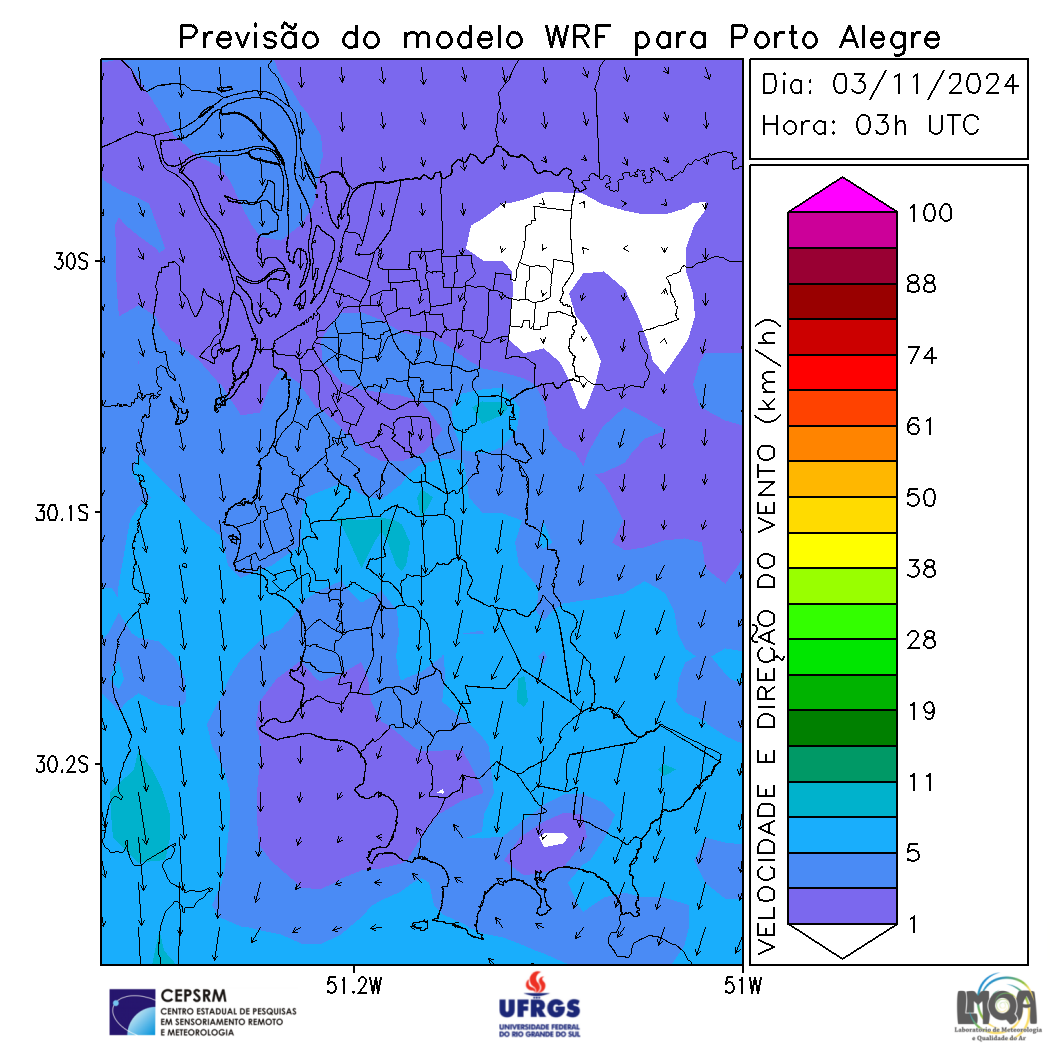 Previsão do modelo WRF para Porto Alegre
Dia: 03/11/2024
Hora: 03h UTC
30S
30.1S
30.2S
51.2W
51W
VELOCIDADE E DIREÇÃO DO VENTO (km/h)
100
88
74
61
50
38
28
19
11
5
1
CEPSRM
CENTRO ESTADUAL DE PESQUISAS
EM SENSORIAMENTO REMOTO
E METEOROLOGIA
UFRGS
UNIVERSIDADE FEDERAL
DO RIO GRANDE DO SUL
LMQA
Laboratório de Meteorologia
e Qualidade do Ar